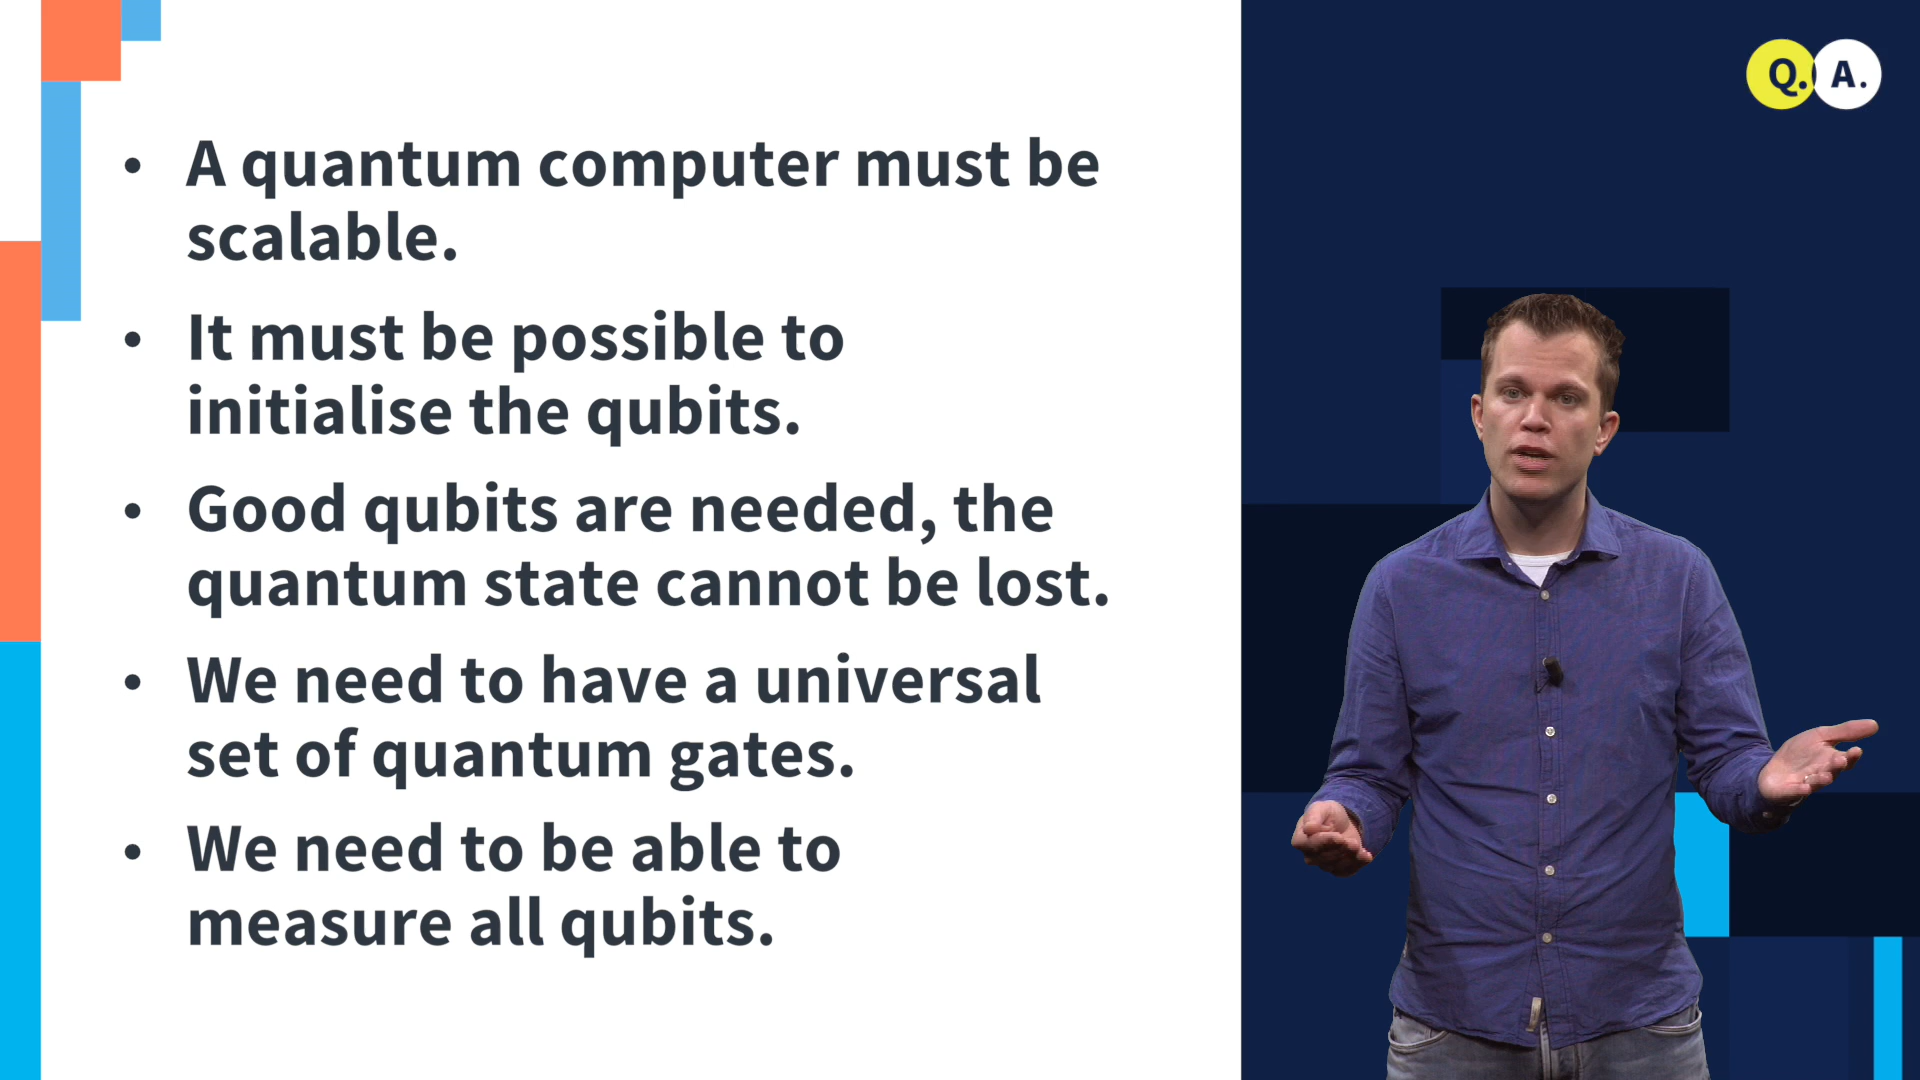 Q. A.
• A quantum computer must be
scalable.
• It must be possible to
initialise the qubits.
• Good qubits are needed, the
quantum state cannot be lost.
• We need to have a universal
set of quantum gates.
• We need to be able to
measure all qubits.